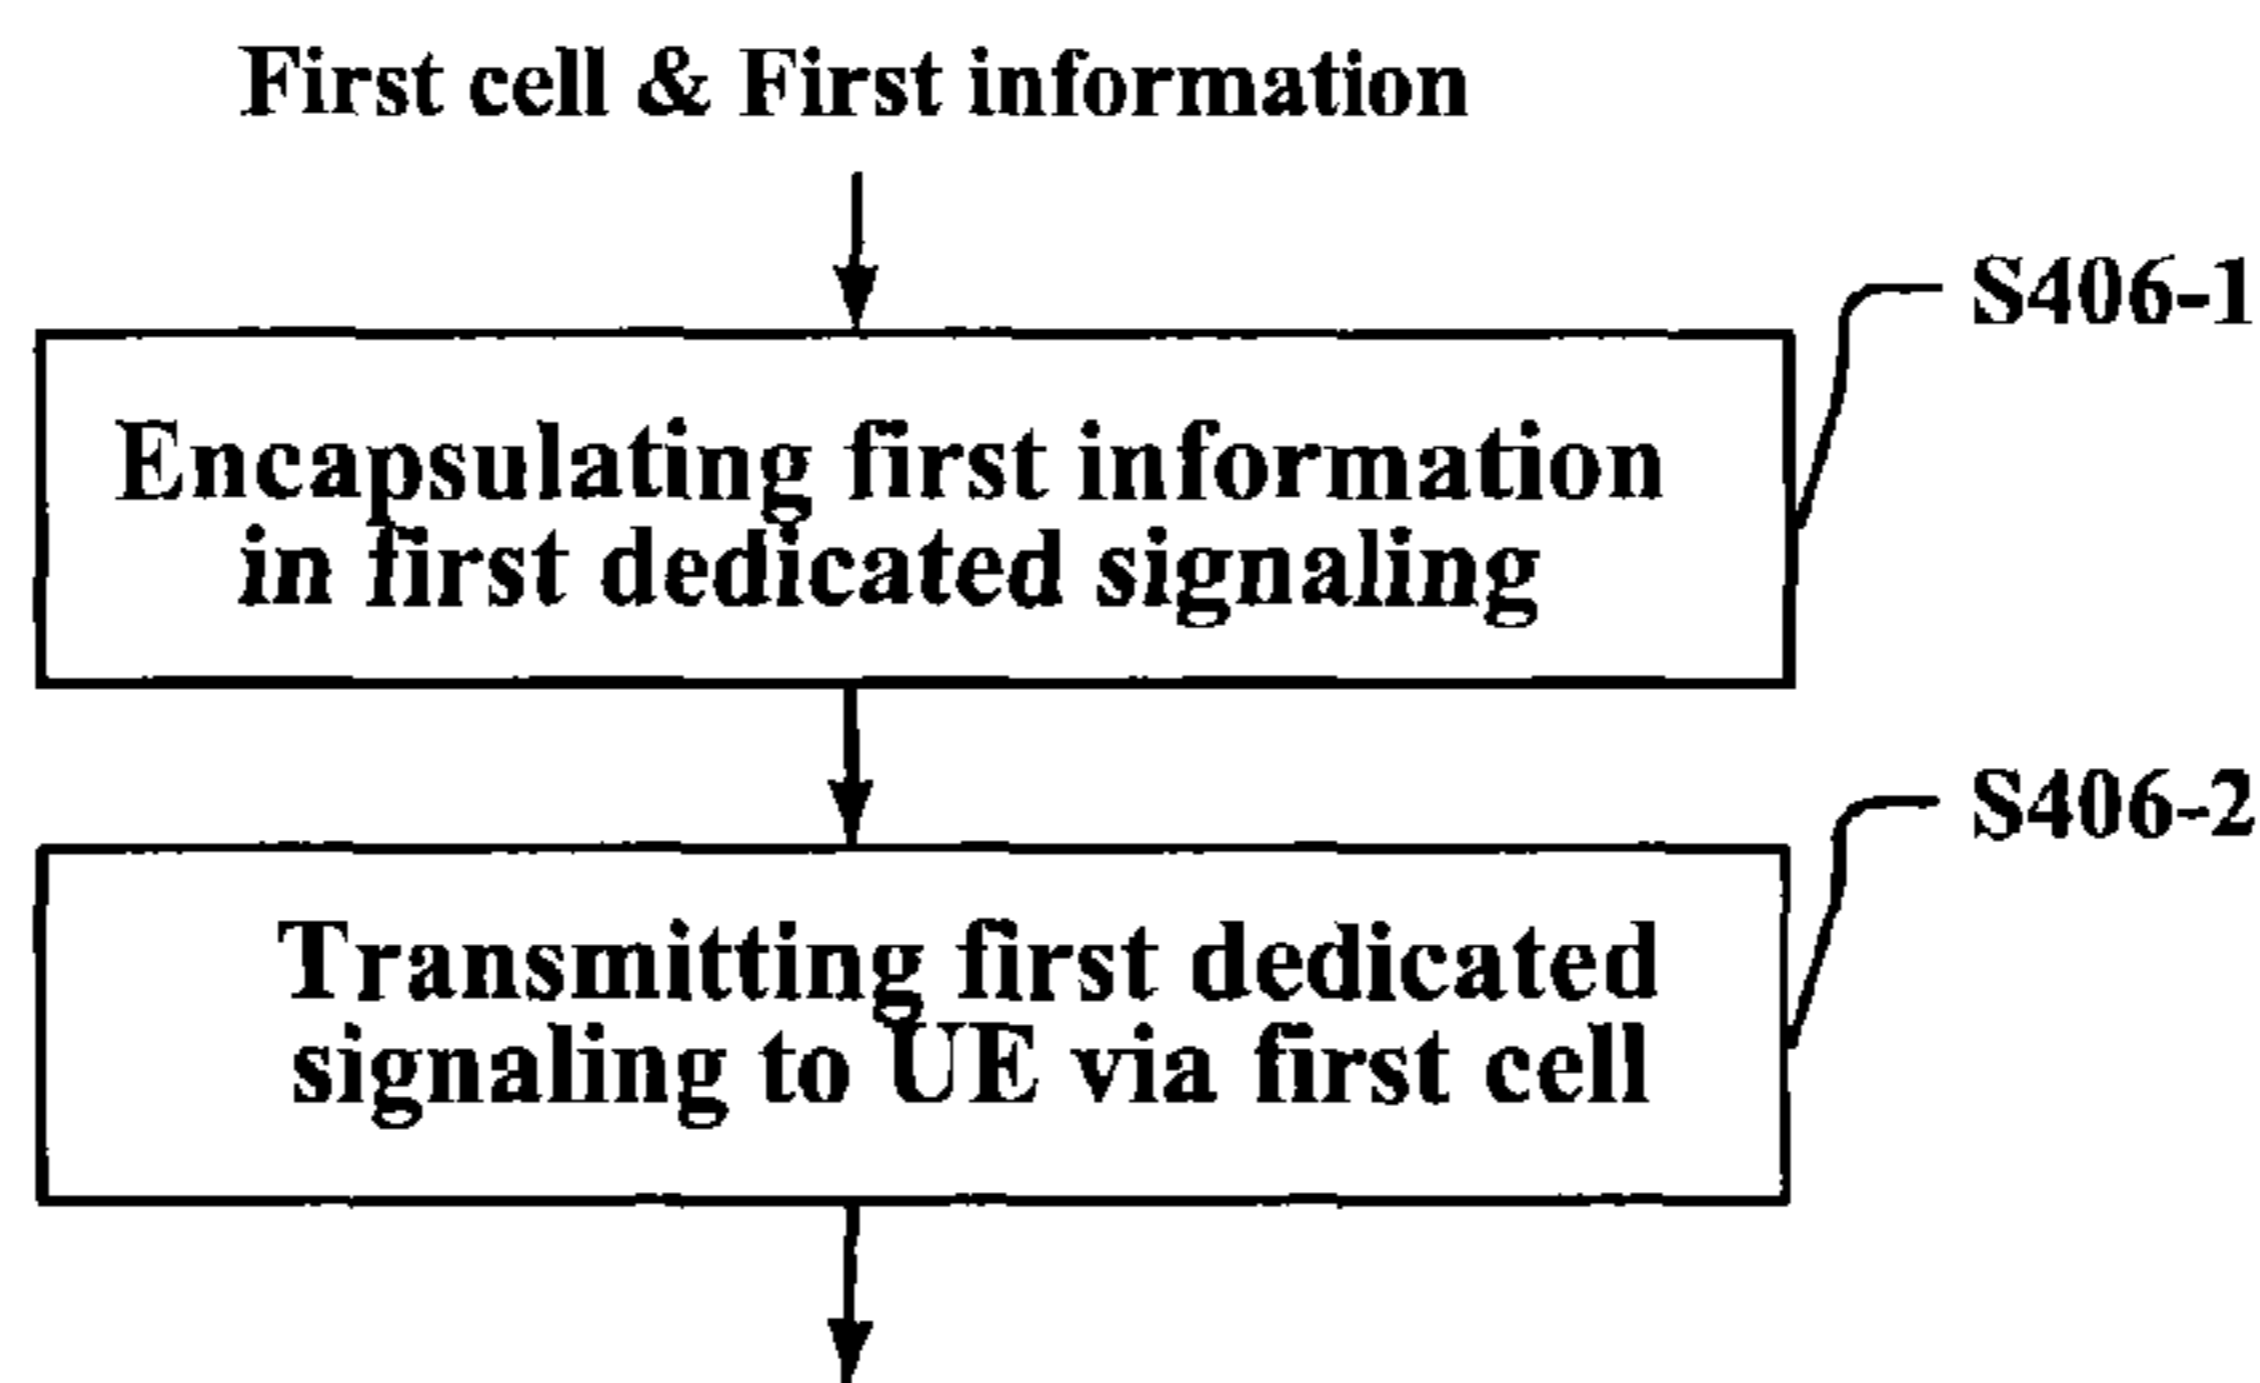 First cell & First information
S406-1
Encapsulating first information
in first dedicated signaling
S406-2
Transmitting first dedicated
signaling to UE via first cell